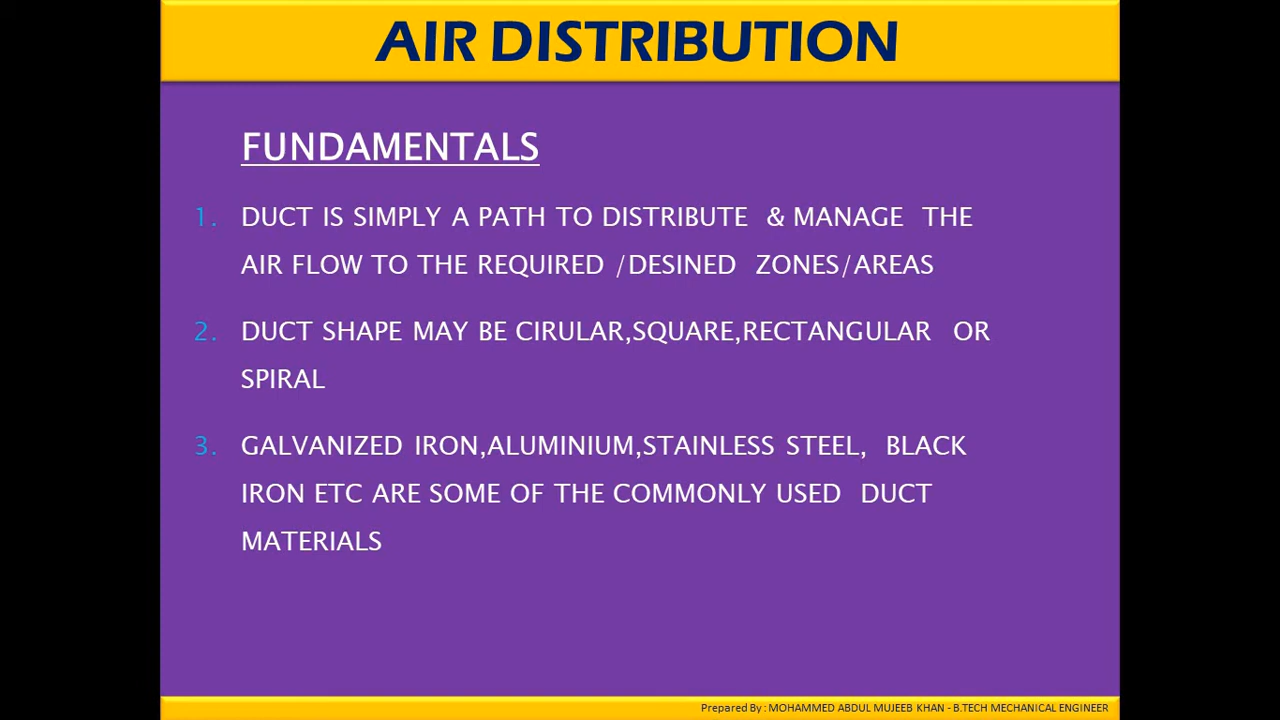 AIR DISTRIBUTION
FUNDAMENTALS
1. DUCT IS SIMPLY A PATH TO DISTRIBUTE & MANAGE THE
AIR FLOW TO THE REQUIRED /DESINED ZONES/AREAS
2. DUCT SHAPE MAY BE CIRULAR,SQUARE,RECTANGULAR OR
SPIRAL
3. GALVANIZED IRON,ALUMINIUM,STAINLESS STEEL, BLACK
IRON ETC ARE SOME OF THE COMMONLY USED DUCT
MATERIALS
Prepared By : MOHAMMED ABDUL MUJEEB KHAN - B.TECH MECHANICAL ENGINEER